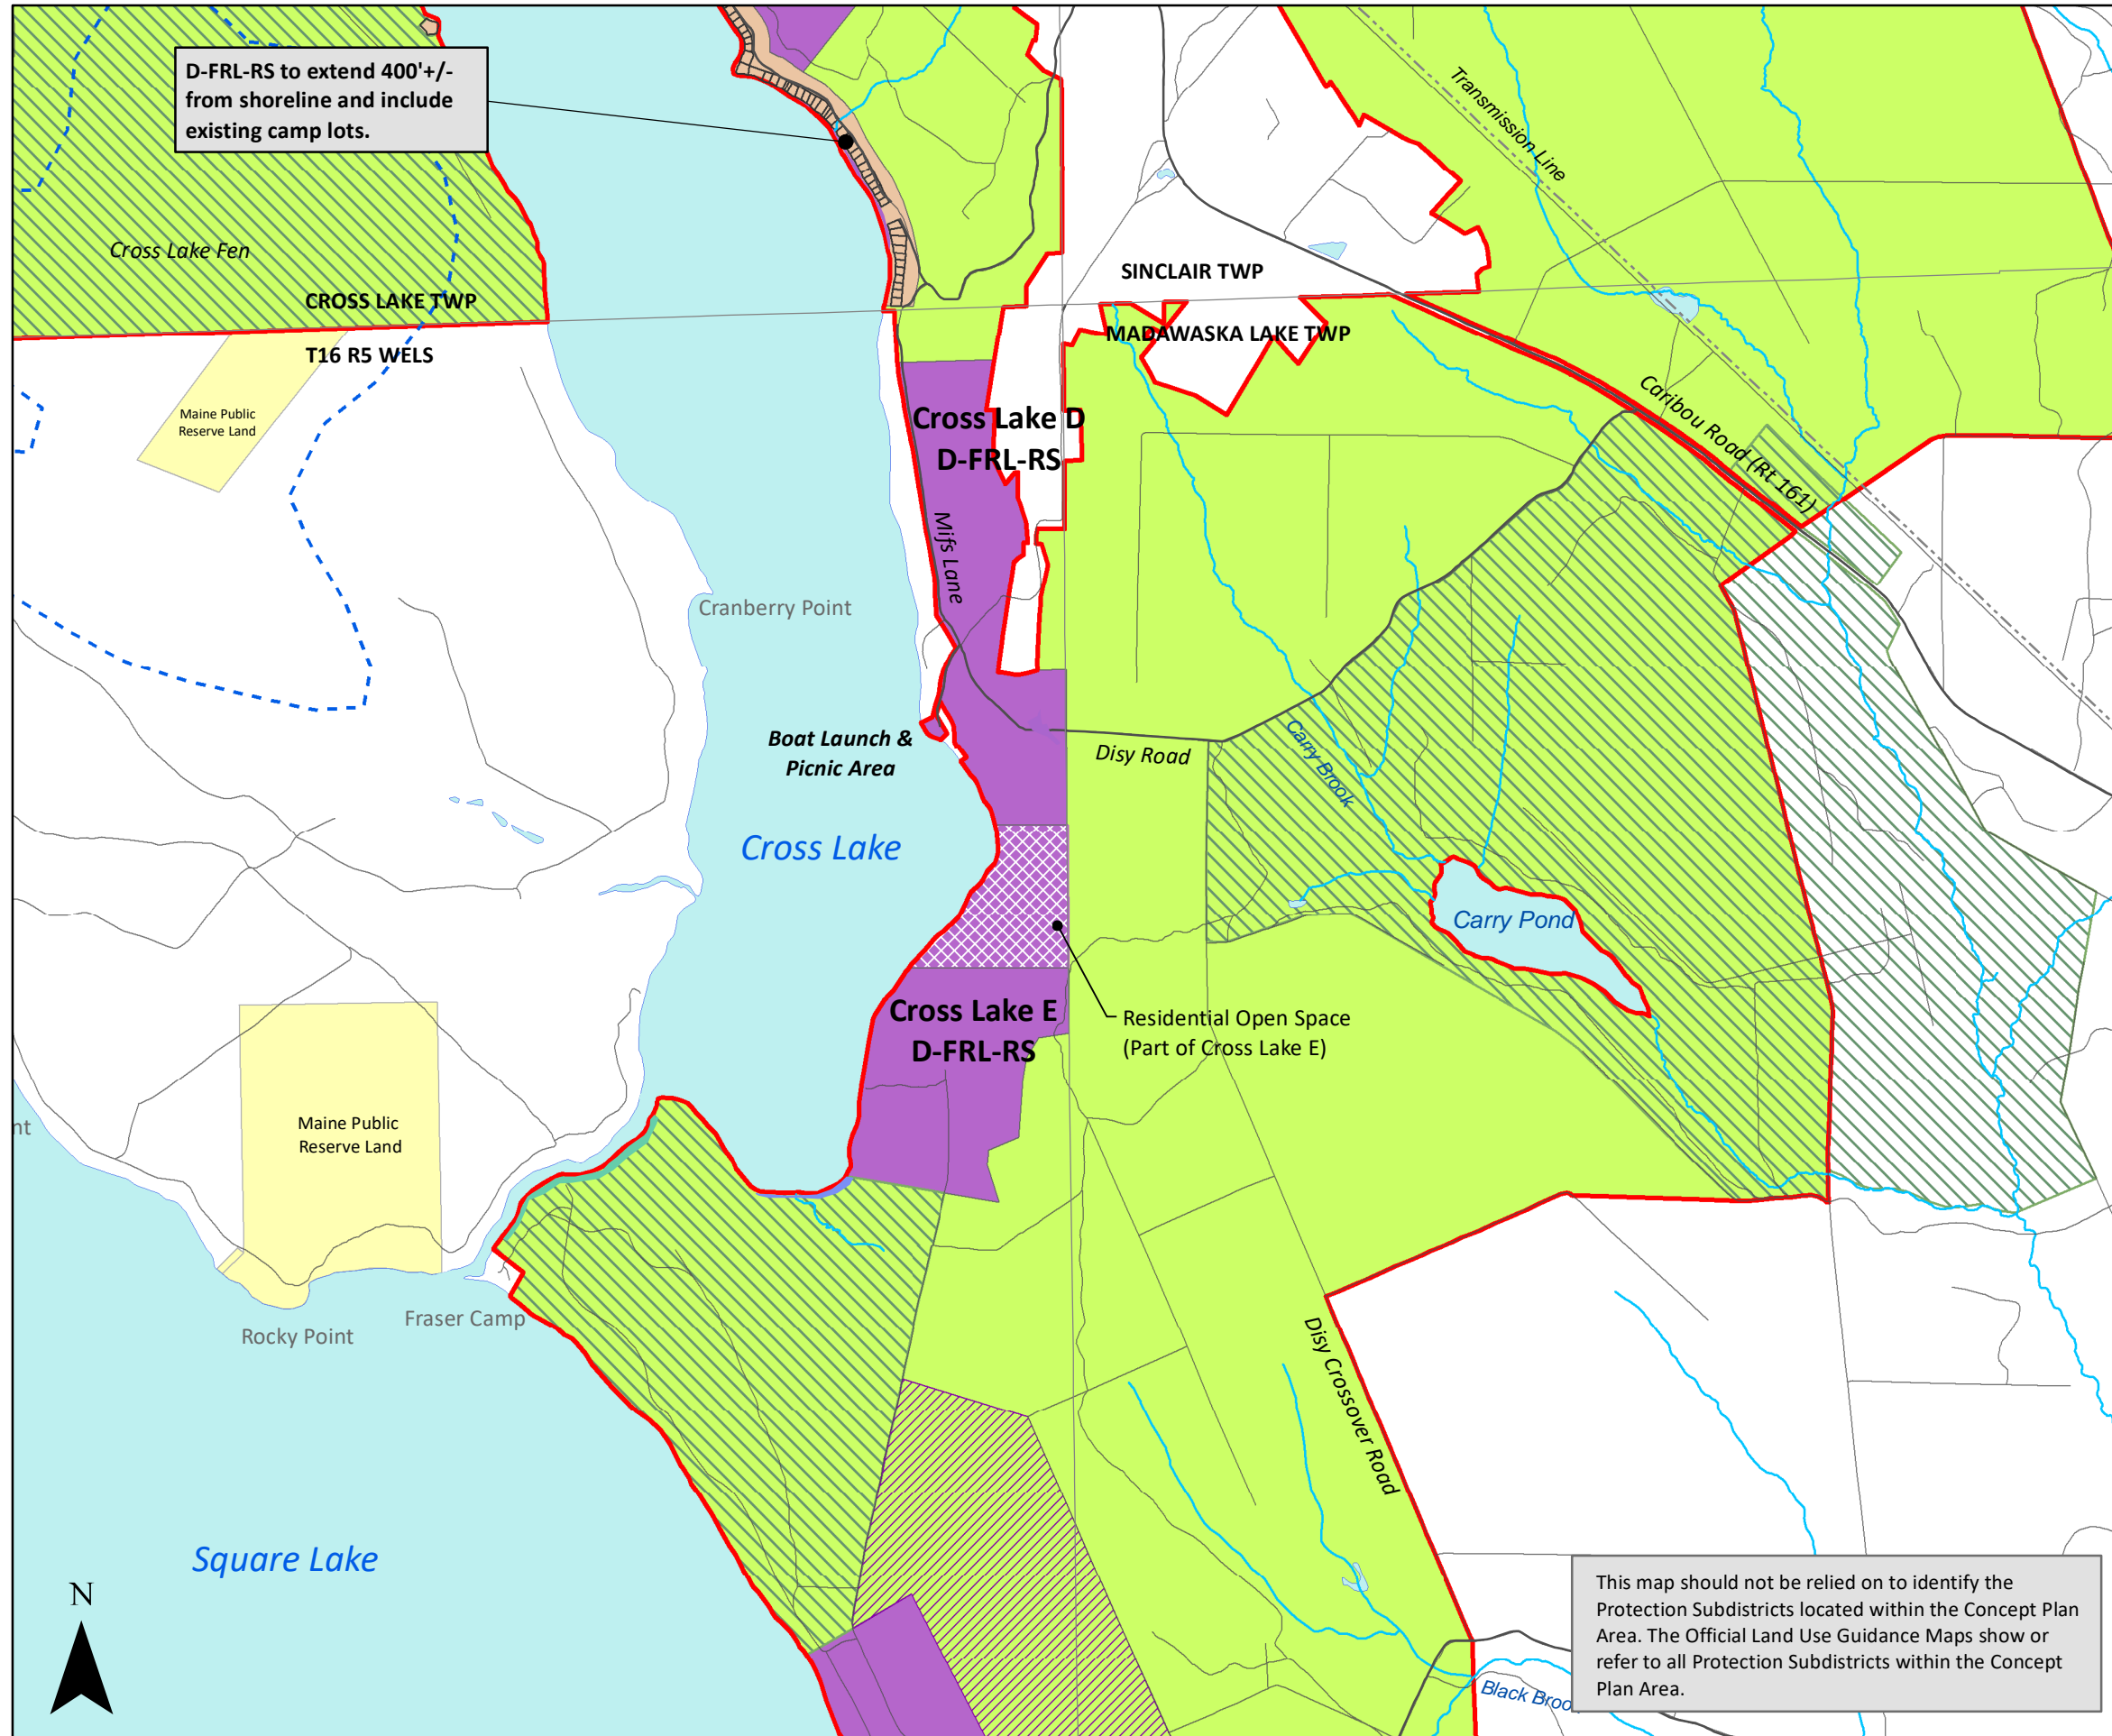 D-FRL-RS to extend 400'+/-
from shoreline and include
existing camp lots.
Transmission Line
Cross Lake Fen
CROSS LAKE TWP
SINCLAIR TWP
MADAWASKA LAKE TWP
T16 R5 WELS
Maine Public
Reserve Land
Caribou Road (Rt 161)
Cross Lake D
D-FRL-RS
Mifs Lane
Cranberry Point
Boat Launch &
Picnic Area
Disy Road
Carry Brook
Cross Lake
Carry Pond
Cross Lake E
D-FRL-RS
Residential Open Space
(Part of Cross Lake E)
nt
Maine Public
Reserve Land
Fraser Camp
Rocky Point
Disy Crossover Road
Square Lake
N
This map should not be relied on to identify the
Protection Subdistricts located within the Concept Plan
Area. The Official Land Use Guidance Maps show or
refer to all Protection Subdistricts within the Concept
Plan Area.
Black Broo